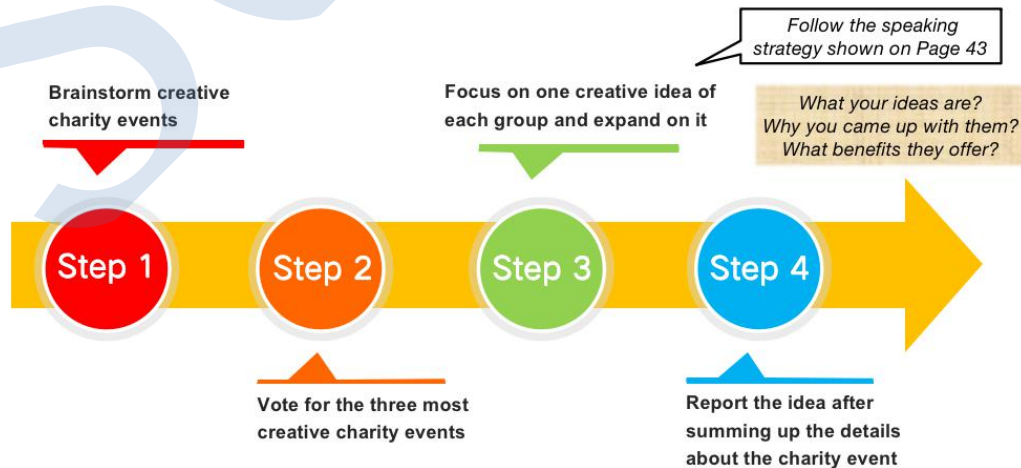 Follow the speaking
strategy shown on Page 43
Brainstorm creative
charity events
Focus on one creative idea of
each group and expand on it
What your ideas are?
Why you came up with them?
What benefits they offer?
Step 1
Step 2
Step 3
Step 4
Vote for the three most
creative charity events
Report the idea after
summing up the details
about the charity event